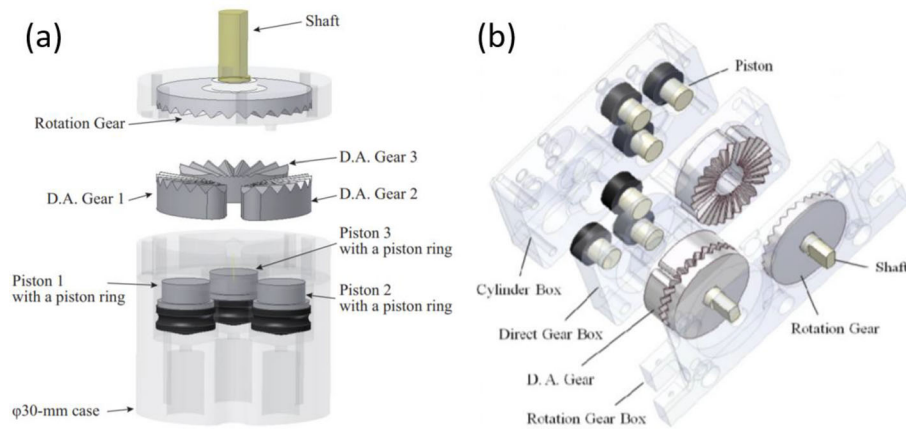 (a)
Shaft
Rotation Gear
D.A. Gear 3
D.A. Gear 1
D.A. Gear 2
Piston 3
with a piston ring
Piston 1
with a piston ring
Piston 2
with a piston ring
φ30-mm case
(b)
Piston
Cylinder Box
Shaft
Direct Gear Box
Rotation Gear
D. A. Gear
Rotation Gear Box